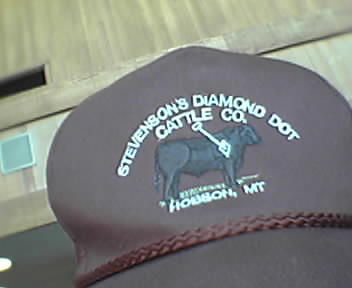 STEVENSON'S DIAMOND DOT
CATTLE CO.
HOBSON, MT